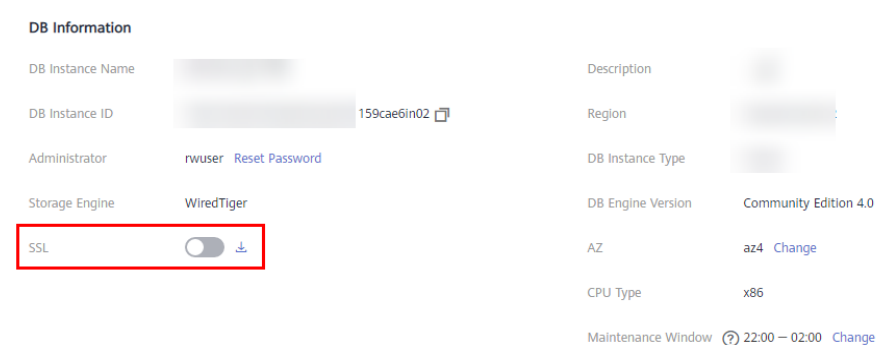 DB Information
DB Instance Name
Description
DB Instance ID 159cae6in02
Region
Administrator rwuser Reset Password
DB Instance Type
Storage Engine WiredTiger
DB Engine Version Community Edition 4.0
SSL
AZ az4 Change
CPU Type x86
Maintenance Window ? 22:00 — 02:00 Change